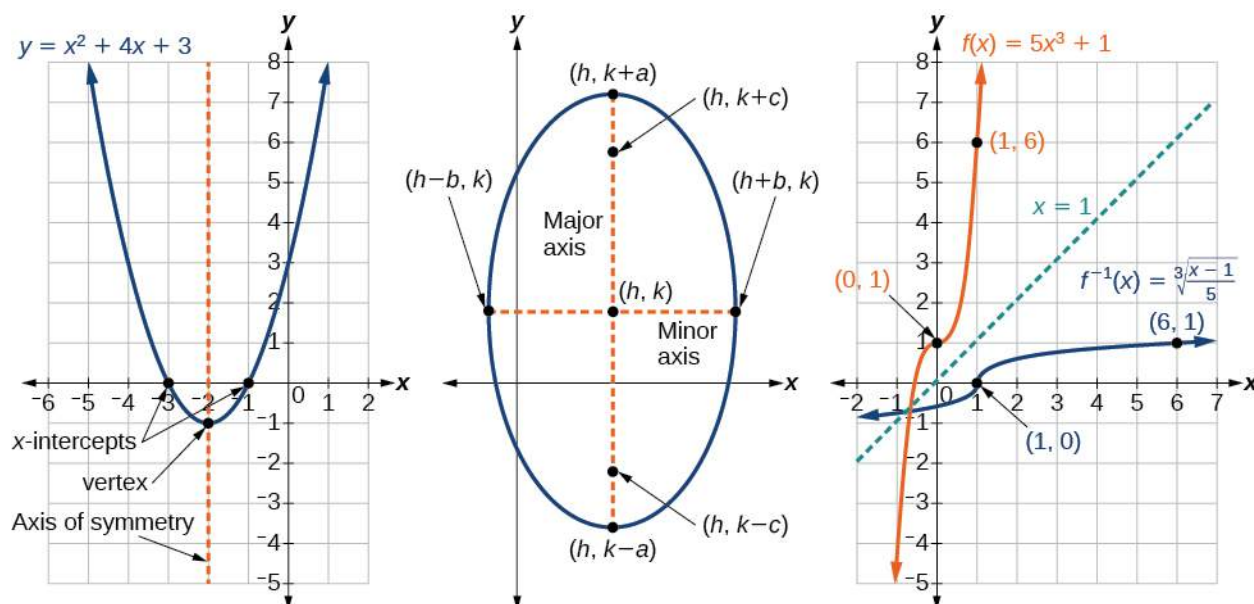 y = x² + 4x + 3
y
8
7
6
5
4
3
2
1
−6 −5 −4 −3 −2 −1 0 1 2
x
−1
−2
−3
−4
−5
x-intercepts
vertex
Axis of symmetry
y
(h, k+a)
(h, k+c)
(h−b, k)
(h+b, k)
Major
axis
(h, k)
Minor
axis
x
(h, k−c)
(h, k−a)
y
f(x) = 5x³ + 1
8
7
6
5
4
3
2
1
(1, 6)
x = 1
(0, 1)
f⁻¹(x) = ∛((x − 1)/5)
(6, 1)
−2 −1 0 1 2 3 4 5 6 7
x
(1, 0)
−1
−2
−3
−4
−5